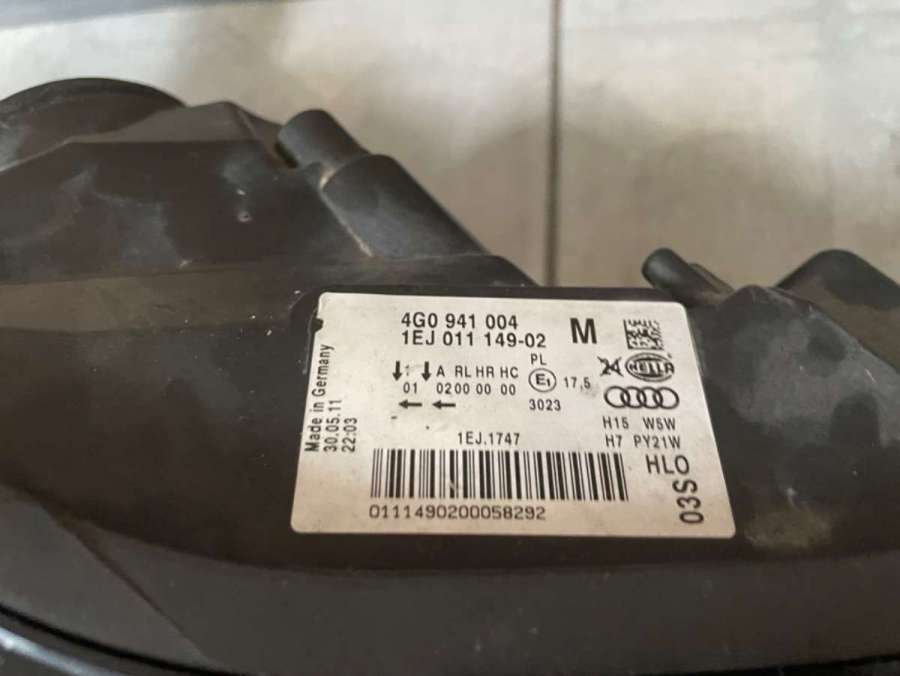 4G0 941 004
1EJ 011 149-02
M
HELLA
A RL HR HC
01 0200 00 00
PL
E1
17,5
3023
H15 W5W
H7 PY21W
HLO
03S
1EJ.1747
0111490200058292
Made in Germany
30.05.11
22:03